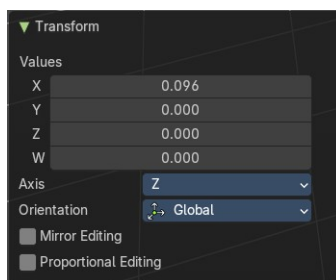 Transform
Values
X 0.096
Y 0.000
Z 0.000
W 0.000
Axis Z
Orientation Global
Mirror Editing
Proportional Editing